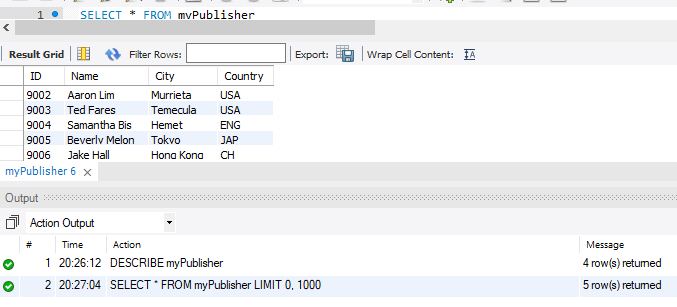 1 SELECT * FROM myPublisher
Result Grid Filter Rows: Export: Wrap Cell Content: IA
ID Name City Country
9002 Aaron Lim Murrieta USA
9003 Ted Fares Temecula USA
9004 Samantha Bis Hemet ENG
9005 Beverly Melon Tokyo JAP
9006 Jake Hall Hong Kong CH
myPublisher 6
Output
Action Output
# Time Action Message
1 20:26:12 DESCRIBE myPublisher 4 row(s) returned
2 20:27:04 SELECT * FROM myPublisher LIMIT 0, 1000 5 row(s) returned